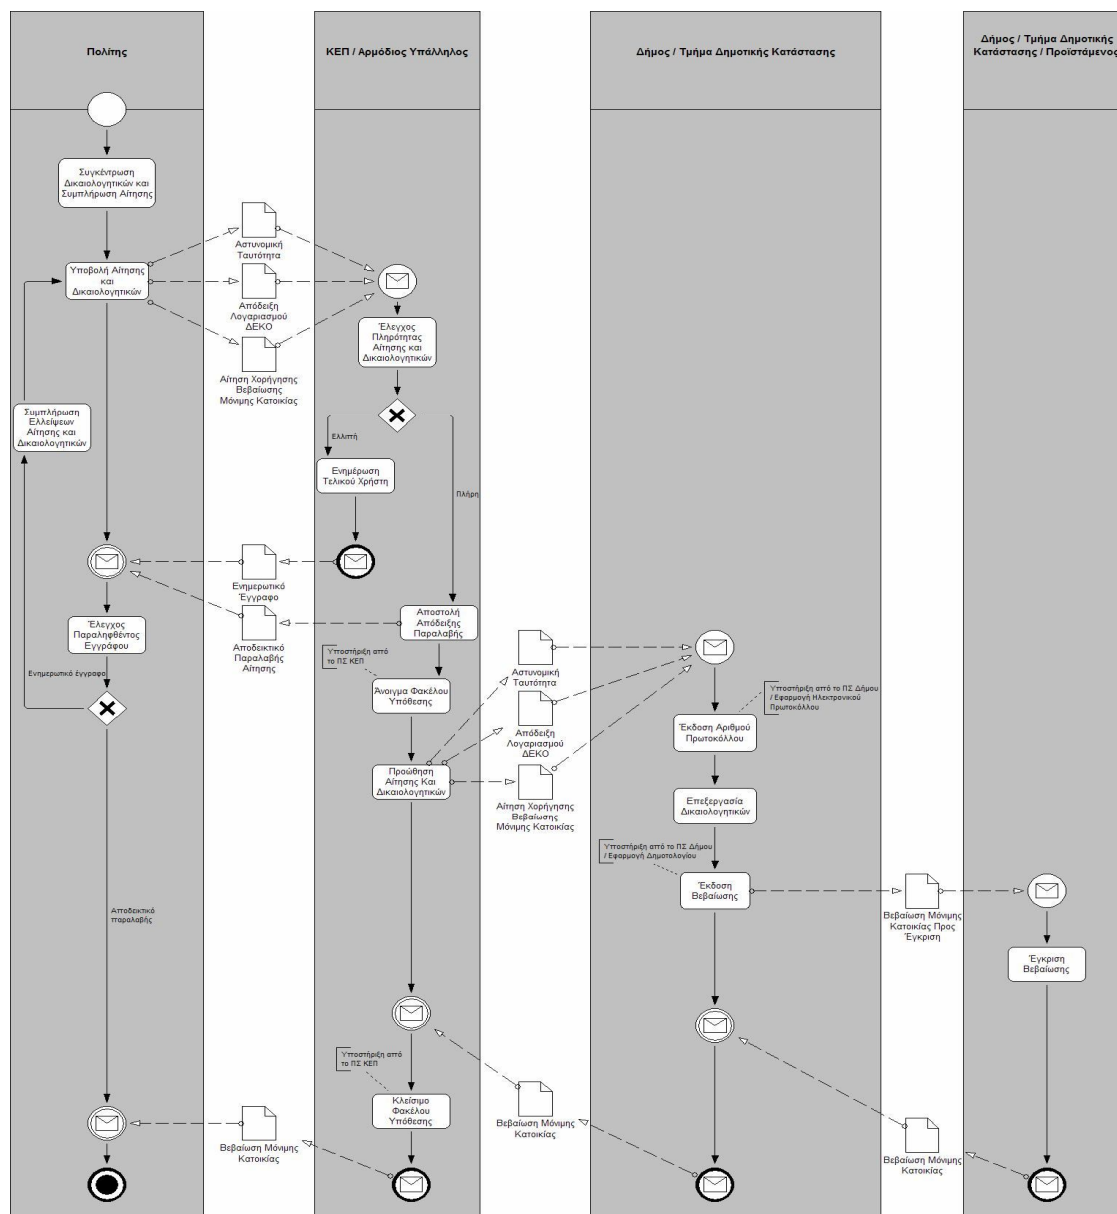 Πολίτης
ΚΕΠ / Αρμόδιος Υπάλληλος
Δήμος / Τμήμα Δημοτικής Κατάστασης
Δήμος / Τμήμα Δημοτικής
Κατάστασης / Προϊστάμενος
Συγκέντρωση
Δικαιολογητικών και
Συμπλήρωση Αίτησης
Υποβολή Αίτησης
και
Δικαιολογητικών
Αστυνομική
Ταυτότητα
Απόδειξη
Λογαριασμού
ΔΕΚΟ
Αίτηση Χορήγησης
Βεβαίωσης
Μόνιμης Κατοικίας
Έλεγχος
Πληρότητας
Αίτησης και
Δικαιολογητικών
Συμπλήρωση
Ελλείψεων
Αίτησης και
Δικαιολογητικών
Ελλιπή
Ενημέρωση
Τελικού Χρήστη
Πλήρη
Ενημερωτικό
Έγγραφο
Έλεγχος
Παραληφθέντος
Εγγράφου
Αποδεικτικό
Παραλαβής
Αίτησης
Αποστολή
Απόδειξης
Παραλαβής
Ενημερωτικό έγγραφο
Υποστήριξη από
το ΠΣ ΚΕΠ
Άνοιγμα Φακέλου
Υπόθεσης
Αστυνομική
Ταυτότητα
Απόδειξη
Λογαριασμού
ΔΕΚΟ
Προώθηση
Αίτησης Και
Δικαιολογητικών
Αίτηση Χορήγησης
Βεβαίωσης
Μόνιμης Κατοικίας
Υποστήριξη από το ΠΣ Δήμου
/ Εφαρμογή Ηλεκτρονικού
Πρωτοκόλλου
Έκδοση Αριθμού
Πρωτοκόλλου
Επεξεργασία
Δικαιολογητικών
Υποστήριξη από το ΠΣ Δήμου
/ Εφαρμογή Δημοτολογίου
Έκδοση
Βεβαίωσης
Βεβαίωση Μόνιμης
Κατοικίας Προς
Έγκριση
Έγκριση
Βεβαίωσης
Αποδεικτικό
παραλαβής
Υποστήριξη από
το ΠΣ ΚΕΠ
Κλείσιμο
Φακέλου
Υπόθεσης
Βεβαίωση Μόνιμης
Κατοικίας
Βεβαίωση Μόνιμης
Κατοικίας
Βεβαίωση Μόνιμης
Κατοικίας